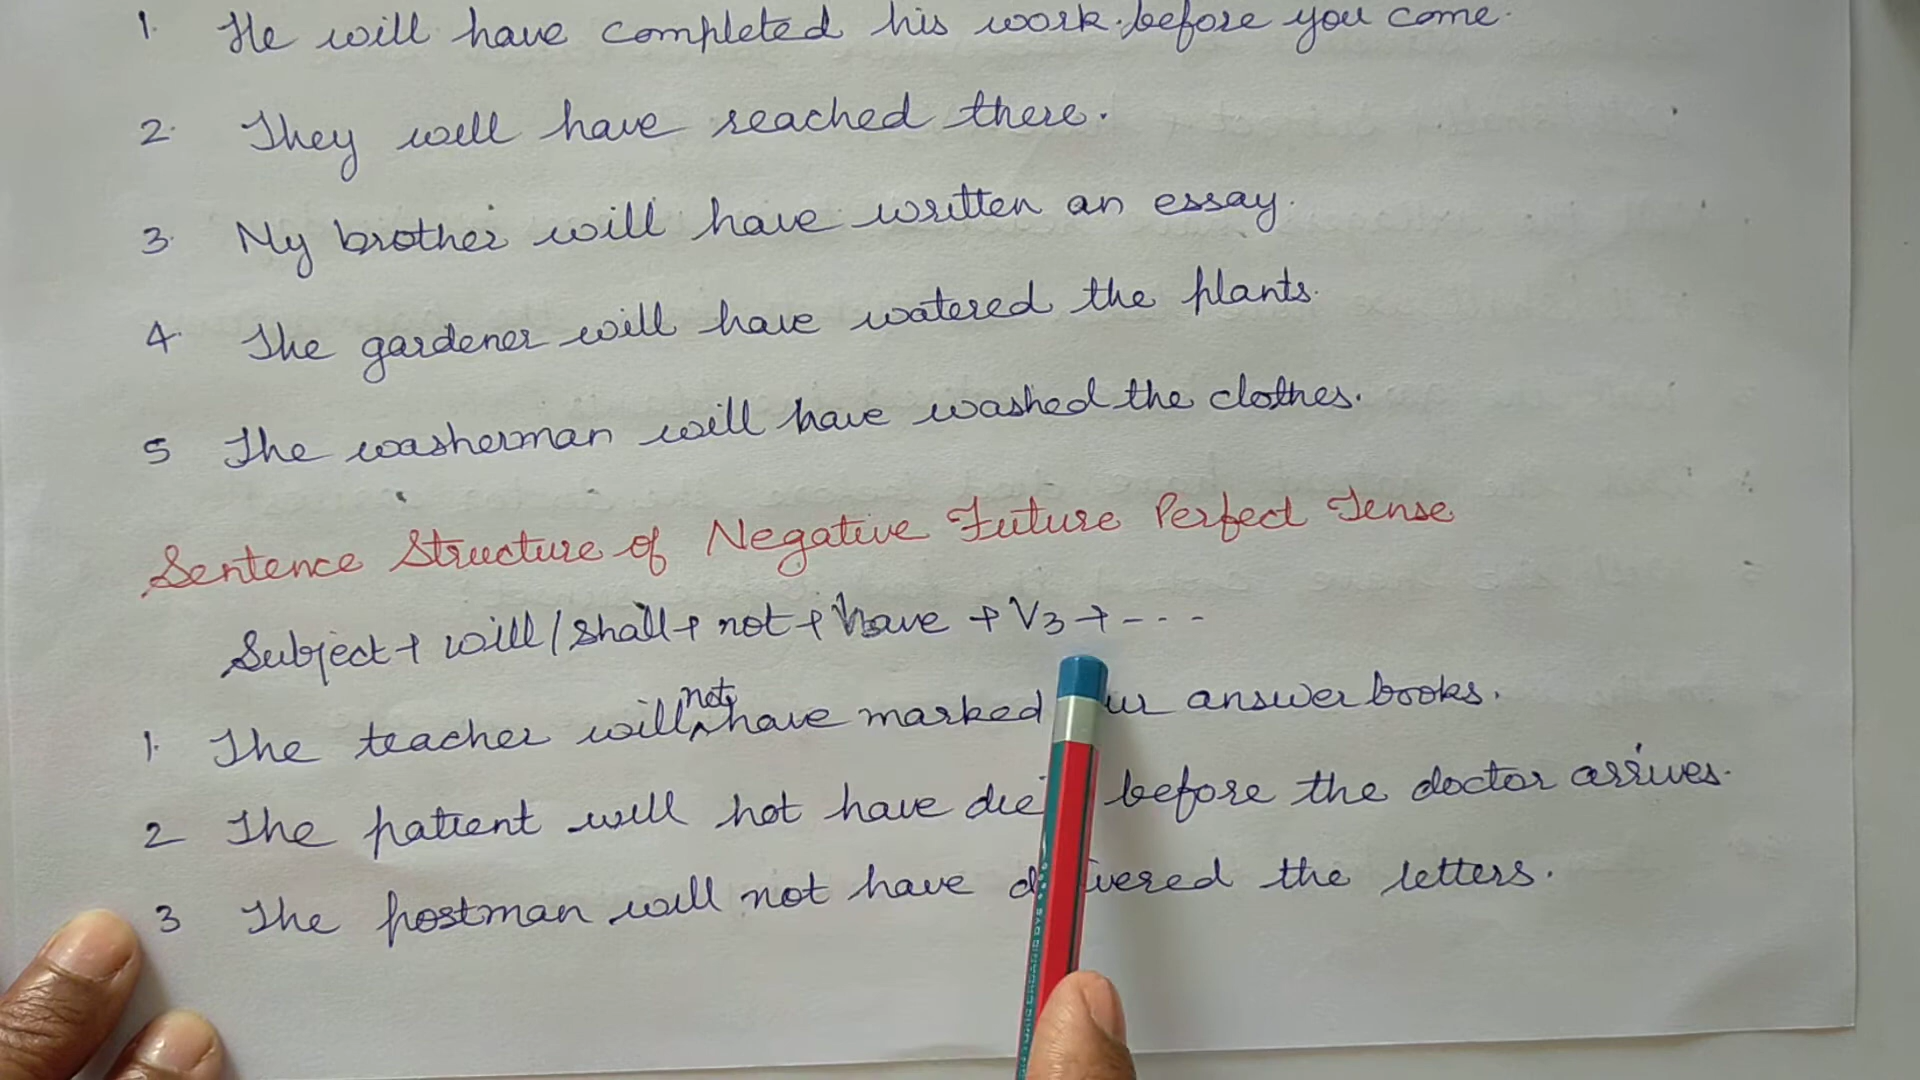 1. He will have completed his work before you come.
2. They will have reached there.
3. My brother will have written an essay.
4. The gardener will have watered the plants.
5 The washerman will have washed the clothes.
Sentence Structure of Negative Future Perfect Tense
Subject + will / shall + not + have + V3 + - - -
1. The teacher will not have marked answer books.
2 The patient will not have before the doctor arrives.
3 The postman will not have the letters.